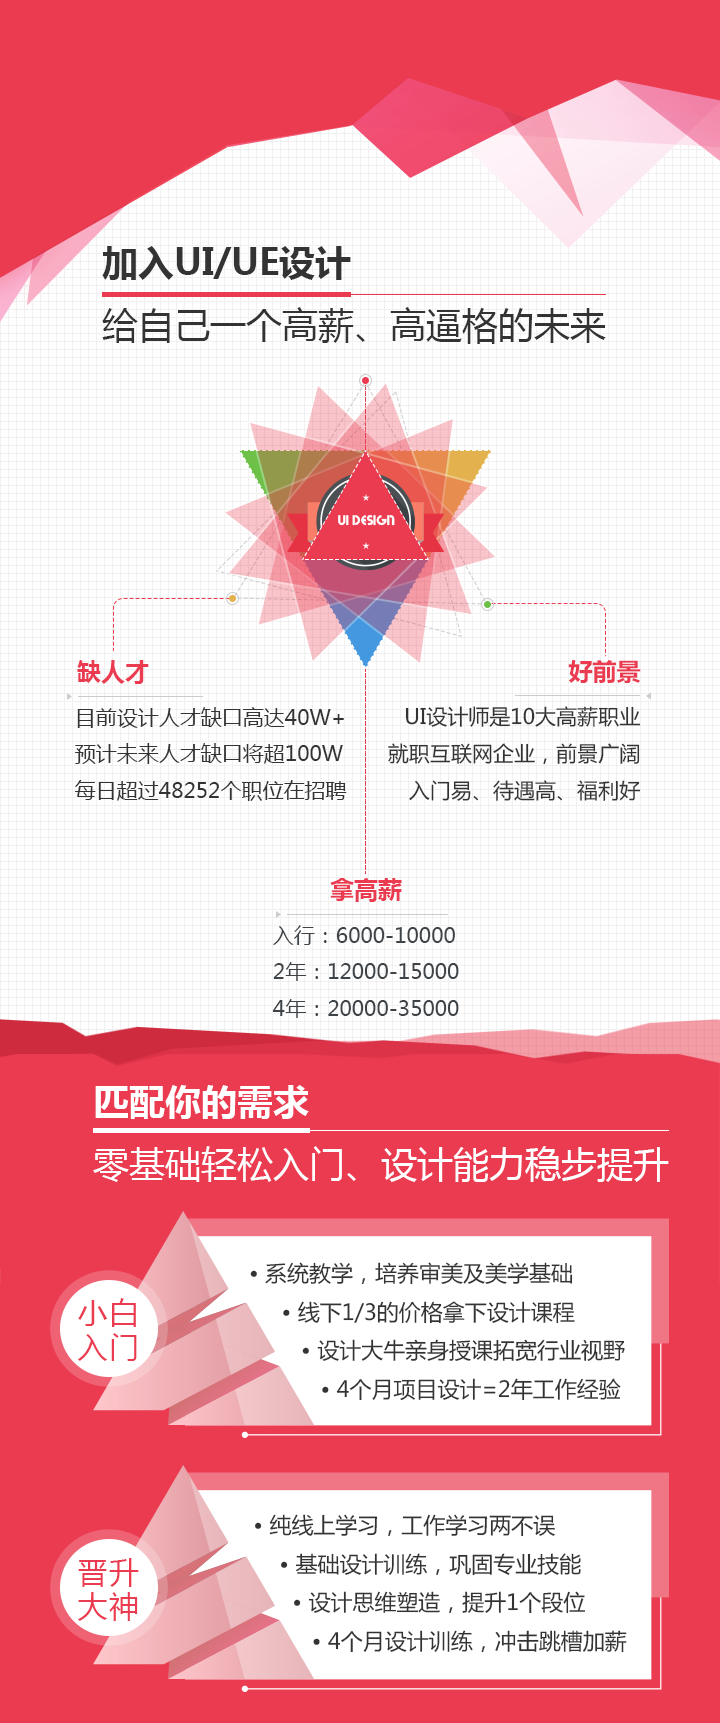 加入UI/UE设计
给自己一个高薪、高逼格的未来
UI DESIGN
缺人才
目前设计人才缺口高达40W+
预计未来人才缺口将超100W
每日超过48252个职位在招聘
好前景
UI设计师是10大高薪职业
就职互联网企业，前景广阔
入门易、待遇高、福利好
拿高薪
入行：6000-10000
2年：12000-15000
4年：20000-35000
匹配你的需求
零基础轻松入门、设计能力稳步提升
小白
入门
• 系统教学，培养审美及美学基础
• 线下1/3的价格拿下设计课程
• 设计大牛亲身授课拓宽行业视野
• 4个月项目设计=2年工作经验
晋升
大神
• 纯线上学习，工作学习两不误
• 基础设计训练，巩固专业技能
• 设计思维塑造，提升1个段位
• 4个月设计训练，冲击跳槽加薪